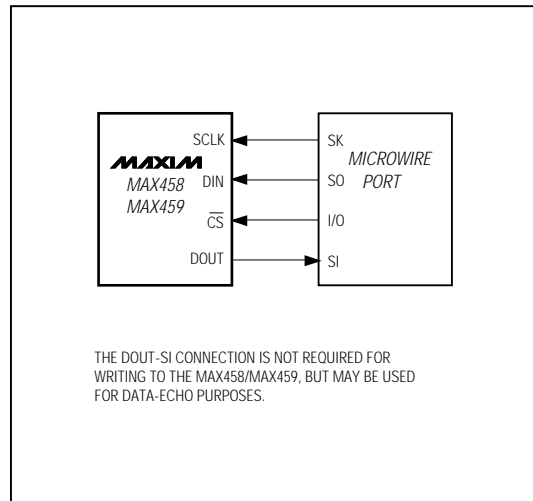 SCLK SK
MAXIM MICROWIRE
MAX458 DIN SO PORT
MAX459
CS I/O
DOUT SI
THE DOUT-SI CONNECTION IS NOT REQUIRED FOR
WRITING TO THE MAX458/MAX459, BUT MAY BE USED
FOR DATA-ECHO PURPOSES.